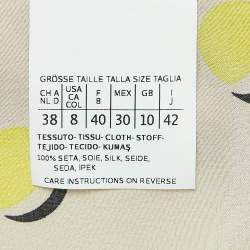 GRÖSSE TAILLE TALLA SIZE TAGLIA
CH A USA F MEX GB I
NL D CA COL B J
38 8 40 30 10 42
TESSUTO-TISSU-CLOTH-STOFF-
TEJIDO-TECIDO-KUMAŞ
100% SETA, SOIE, SILK, SEIDE,
SEDA, IPEK
CARE INSTRUCTIONS ON REVERSE